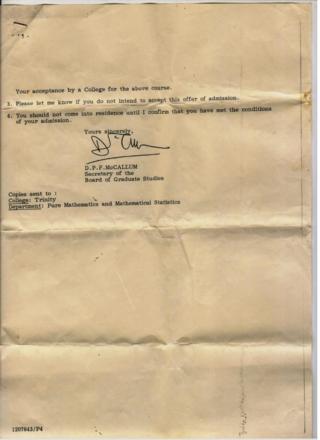 Your acceptance by a College for the above course.
3. Please let me know if you do not intend to accept this offer of admission.
4. You should not come into residence until I confirm that you have met the conditions
of your admission.
Yours sincerely,
D.P.F.McCALLUM
Secretary of the
Board of Graduate Studies
Copies sent to :
College: Trinity
Department: Pure Mathematics and Mathematical Statistics
1207643/P4